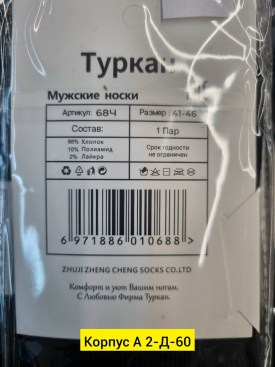 Туркан
Мужские носки
Артикул: 68Ч Размер: 41-46
Состав: 1 Пар
88% Хлопок
10% Полиамид
2% Лайкра
Срок годности
не ограничен
6 971886 010688 >
ZHUJI ZHENG CHENG SOCKS CO.LTD
Комфорт и уют Вашим ногам.
С Любовью Фирма Туркан.
Корпус А 2-Д-60